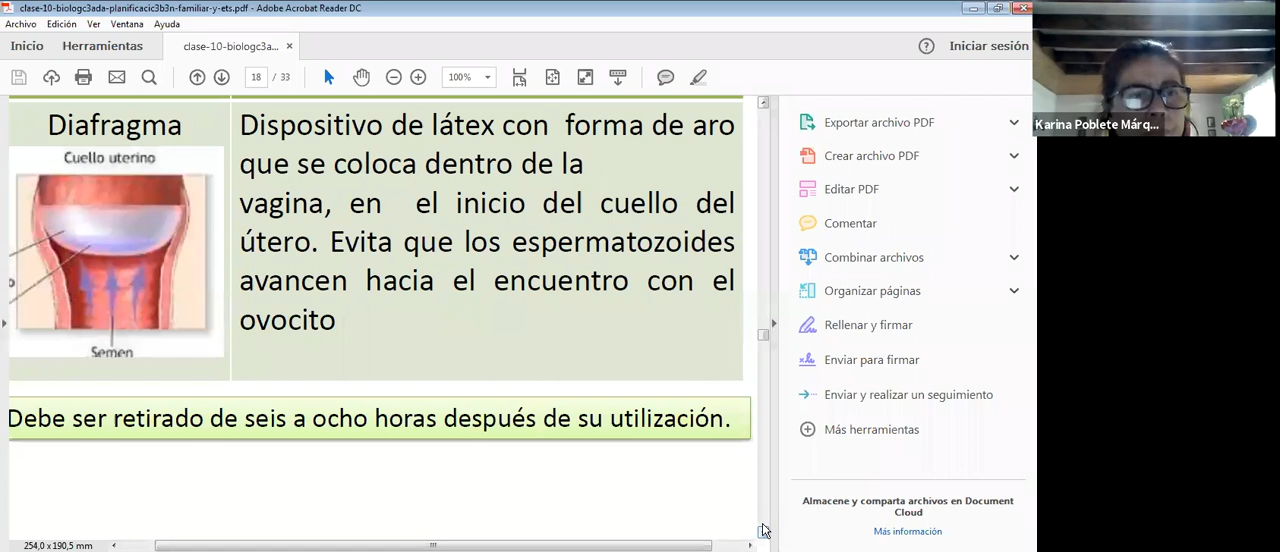 clase-10-biologc3ada-planificacic3b3n-familiar-y-ets.pdf - Adobe Acrobat Reader DC
Archivo Edición Ver Ventana Ayuda
Inicio Herramientas clase-10-biologc3a... × Iniciar sesión
18 / 33 100%
Diafragma
Cuello uterino
Semen
Dispositivo de látex con forma de aro
que se coloca dentro de la
vagina, en el inicio del cuello del
útero. Evita que los espermatozoides
avancen hacia el encuentro con el
ovocito
Debe ser retirado de seis a ocho horas después de su utilización.
254,0 x 190,5 mm
Exportar archivo PDF
Crear archivo PDF
Editar PDF
Comentar
Combinar archivos
Organizar páginas
Rellenar y firmar
Enviar para firmar
Enviar y realizar un seguimiento
Más herramientas
Almacene y comparta archivos en Document
Cloud
Más información
Karina Poblete Márq...